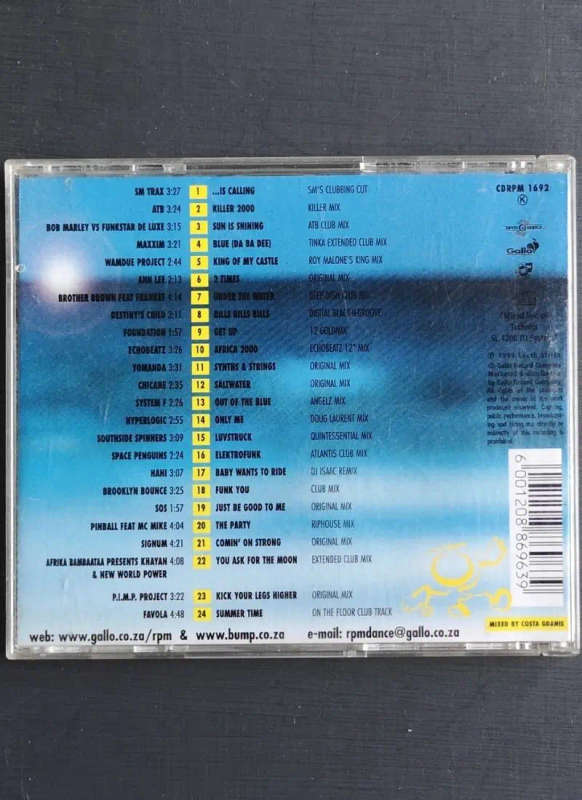 SM TRAX 3:27 1 ...IS CALLING SM'S CLUBBING CUT
ATB 3:24 2 KILLER 2000 KILLER MIX
BOB MARLEY VS FUNKSTAR DE LUXE 3:15 3 SUN IS SHINING ATB CLUB MIX
MAXXIM 3:21 4 BLUE (DA BA DEE) TINKA EXTENDED CLUB MIX
WAMDUE PROJECT 2:44 5 KING OF MY CASTLE ROY MALONE'S KING MIX
ANN LEE 2:13 6 2 TIMES ORIGINAL MIX
BROTHER BROWN FEAT FRANKEE 4:14 7 UNDER THE WATER DEEP DISH CLUB MIX
DESTINY'S CHILD 2:11 8 BILLS BILLS BILLS DIGITAL BLACK-N-GROOVE
FOUNDATION 1:57 9 GET UP 12 GOLDMIX
ECHOBEATZ 3:26 10 AFRICA 2000 ECHOBEATZ 12" MIX
YOMANDA 3:31 11 SYNTHS & STRINGS ORIGINAL MIX
CHICANE 2:35 12 SALTWATER ORIGINAL MIX
SYSTEM F 2:26 13 OUT OF THE BLUE ANGELZ MIX
HYPERLOGIC 2:55 14 ONLY ME DOUG LAURENT MIX
SOUTHSIDE SPINNERS 3:09 15 LUVSTRUCK QUINTESSENTIAL MIX
SPACE PENGUINS 2:24 16 ELEKTROFUNK ATLANTIS CLUB MIX
HANI 3:07 17 BABY WANTS TO RIDE DJ ISAAC REMIX
BROOKLYN BOUNCE 3:25 18 FUNK YOU CLUB MIX
SOS 1:57 19 JUST BE GOOD TO ME ORIGINAL MIX
PINBALL FEAT MC MIKE 4:04 20 THE PARTY RIPHOUSE MIX
SIGNUM 4:21 21 COMIN' ON STRONG ORIGINAL MIX
AFRIKA BAMBAATAA PRESENTS KHAYAN 4:08 22 YOU ASK FOR THE MOON EXTENDED CLUB MIX
& NEW WORLD POWER
P.I.M.P. PROJECT 3:22 23 KICK YOUR LEGS HIGHER ORIGINAL MIX
FAVOLA 4:48 24 SUMMER TIME ON THE FLOOR CLUB TRACK
web: www.gallo.co.za/rpm & www.bump.co.za e-mail: rpmdance@gallo.co.za
CDRPM 1692
Gallo
6001208869639
MIXED BY COSTA GDANIS